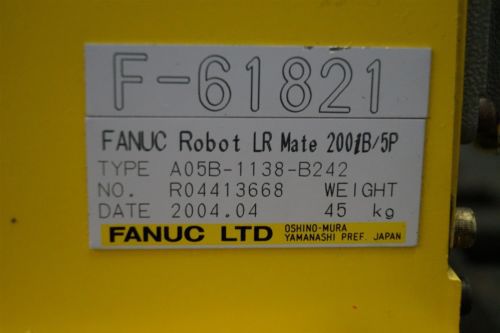 F-61821
FANUC Robot LR Mate 200iB/5P
TYPE A05B-1138-B242
NO. R04413668 WEIGHT
DATE 2004.04 45 kg
FANUC LTD OSHINO-MURA
YAMANASHI PREF. JAPAN